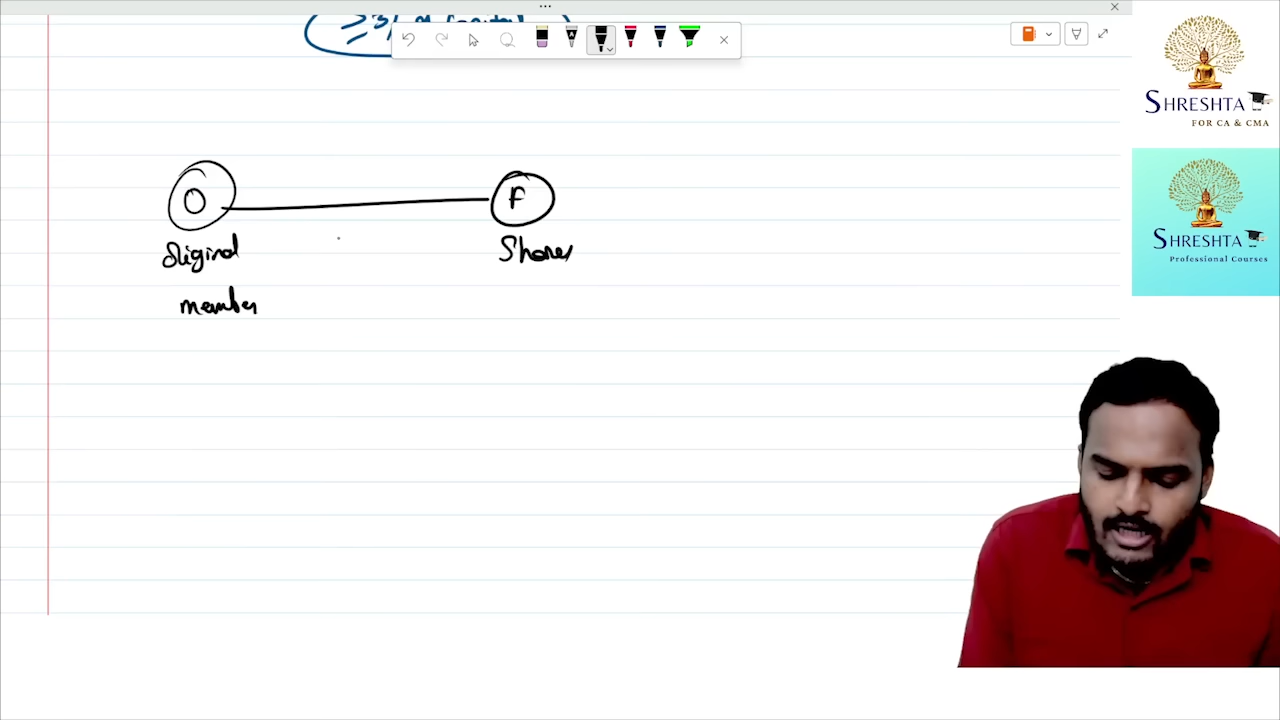 SHRESHTA
FOR CA & CMA
O
F
Original
Shares
member
SHRESHTA
Professional Courses